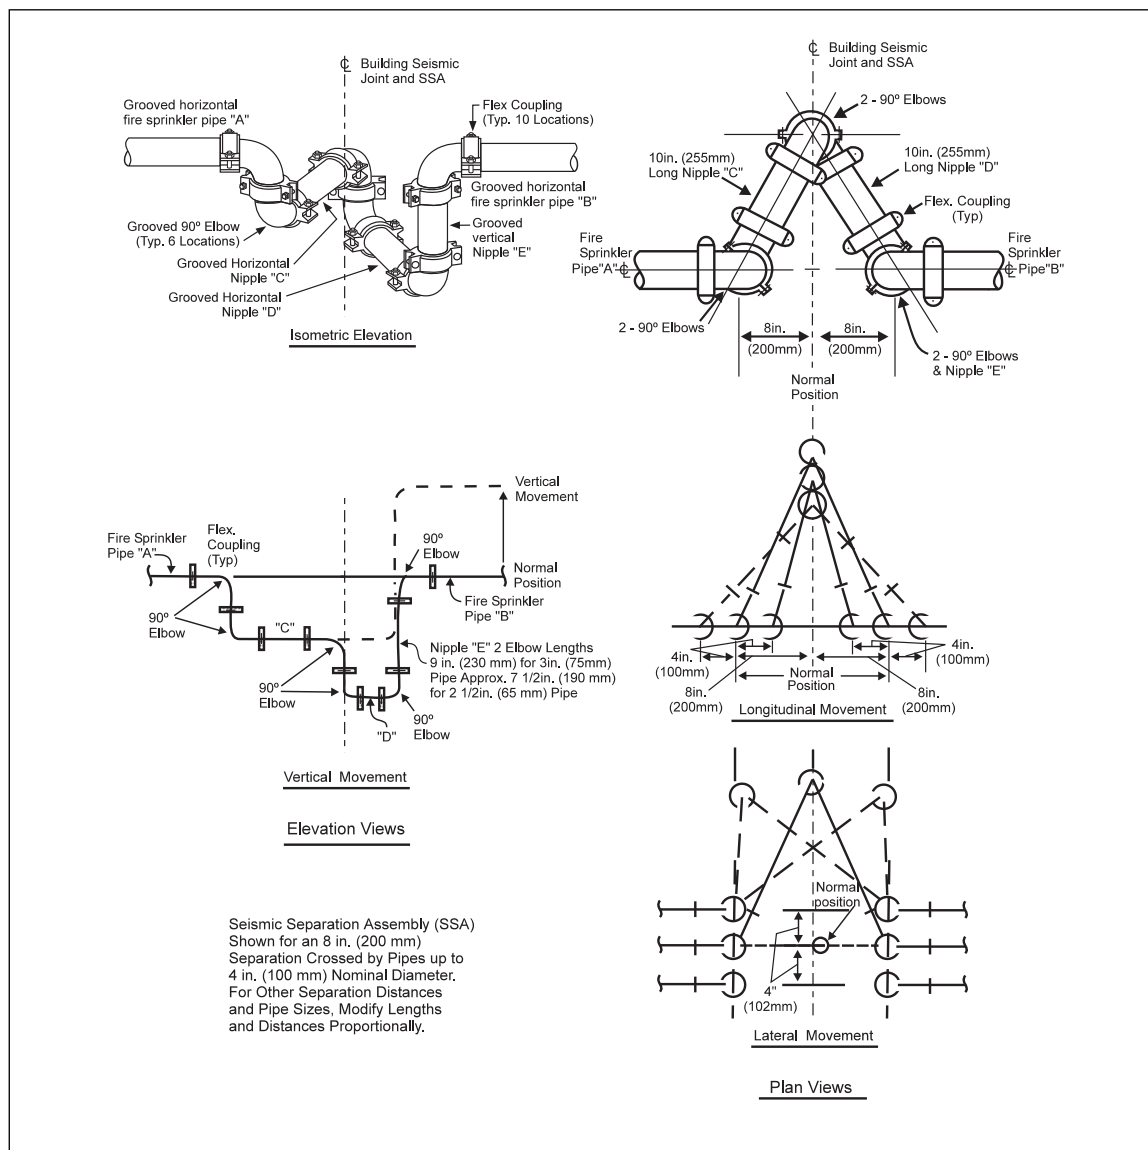 ℄ Building Seismic
Joint and SSA
Grooved horizontal
fire sprinkler pipe "A"
Flex Coupling
(Typ. 10 Locations)
Grooved horizontal
fire sprinkler pipe "B"
Grooved 90º Elbow
(Typ. 6 Locations)
Grooved
vertical
Nipple "E"
Grooved Horizontal
Nipple "C"
Grooved Horizontal
Nipple "D"
Isometric Elevation
℄ Building Seismic
Joint and SSA
2 - 90º Elbows
10in. (255mm)
Long Nipple "C"
10in. (255mm)
Long Nipple "D"
Flex. Coupling
(Typ)
Fire
Sprinkler
Pipe"A" ℄
Fire
Sprinkler
℄ Pipe"B"
2 - 90º Elbows
8in.
(200mm)
8in.
(200mm)
2 - 90º Elbows
& Nipple "E"
Normal
Position
Vertical
Movement
Fire Sprinkler
Pipe "A"
Flex.
Coupling
(Typ)
90º
Elbow
Normal
Position
Fire Sprinkler
Pipe "B"
90º
Elbow
"C"
Nipple "E" 2 Elbow Lengths
9 in. (230 mm) for 3in. (75mm)
Pipe Approx. 7 1/2in. (190 mm)
for 2 1/2in. (65 mm) Pipe
90º
Elbow
"D"
90º
Elbow
Vertical Movement
Elevation Views
4in.
(100mm)
4in.
(100mm)
Normal
Position
8in.
(200mm)
8in.
(200mm)
Longitudinal Movement
Normal
position
4"
(102mm)
Lateral Movement
Plan Views
Seismic Separation Assembly (SSA)
Shown for an 8 in. (200 mm)
Separation Crossed by Pipes up to
4 in. (100 mm) Nominal Diameter.
For Other Separation Distances
and Pipe Sizes, Modify Lengths
and Distances Proportionally.